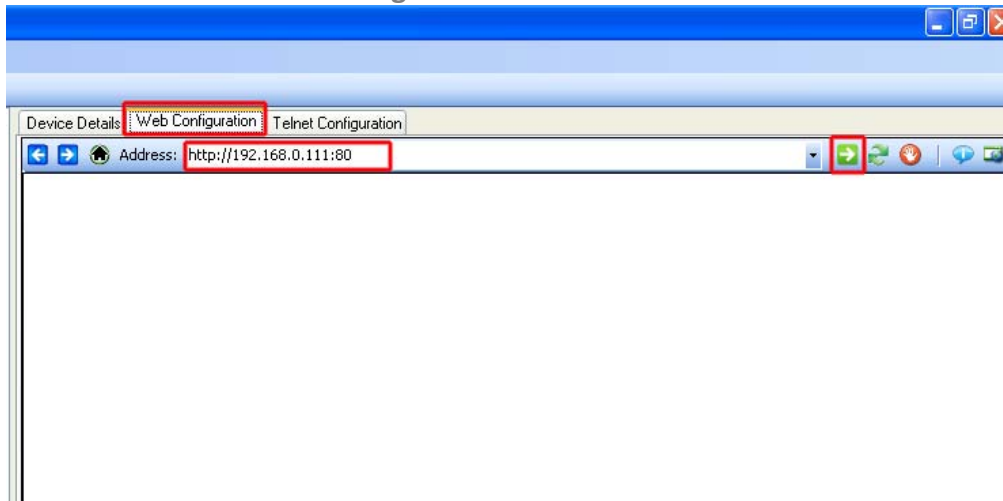 Device Details Web Configuration Telnet Configuration
Address: http://192.168.0.111:80